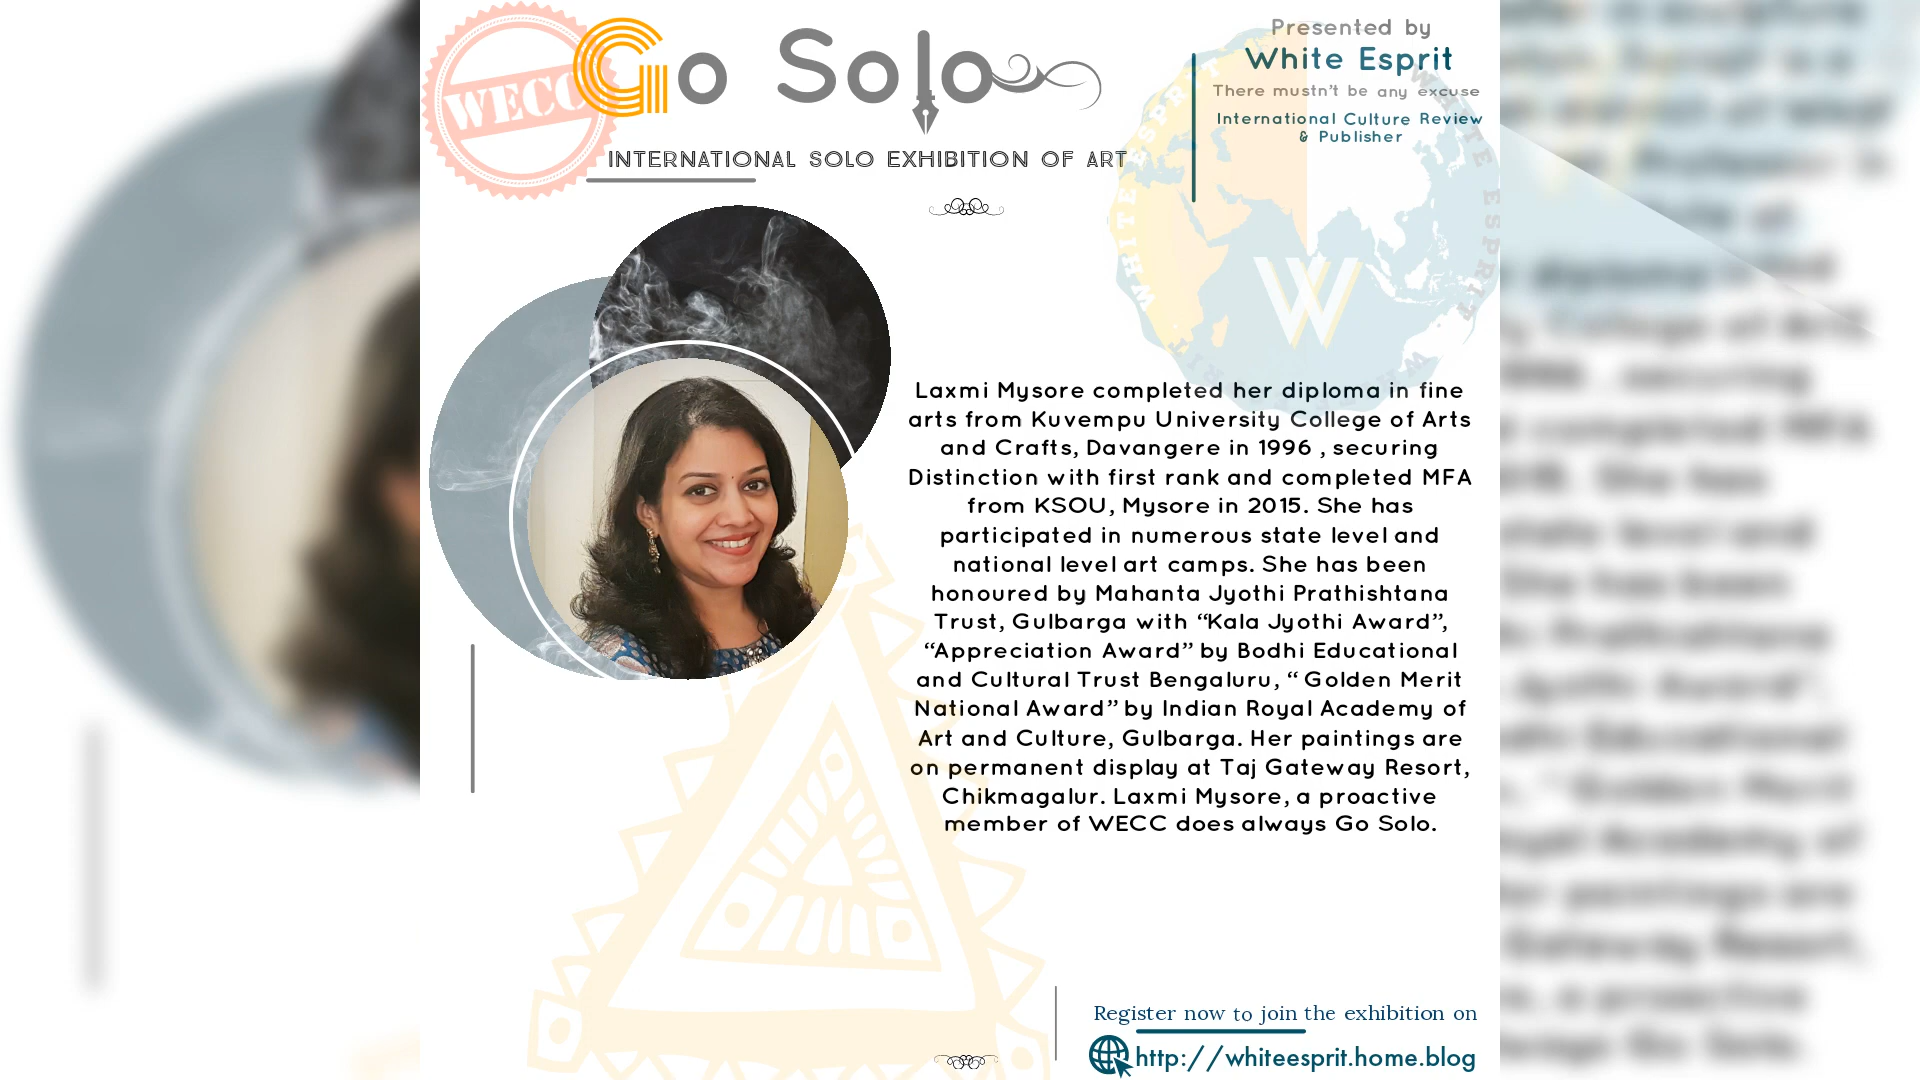 WECC
Go Solo
INTERNATIONAL SOLO EXHIBITION OF ART
Presented by
White Esprit
There mustn't be any excuse
International Culture Review
& Publisher
WHITE ESPRIT
WHITE ESPRIT
W
Laxmi Mysore completed her diploma in fine
arts from Kuvempu University College of Arts
and Crafts, Davangere in 1996 , securing
Distinction with first rank and completed MFA
from KSOU, Mysore in 2015. She has
participated in numerous state level and
national level art camps. She has been
honoured by Mahanta Jyothi Prathishtana
Trust, Gulbarga with “Kala Jyothi Award”,
“Appreciation Award” by Bodhi Educational
and Cultural Trust Bengaluru, “ Golden Merit
National Award” by Indian Royal Academy of
Art and Culture, Gulbarga. Her paintings are
on permanent display at Taj Gateway Resort,
Chikmagalur. Laxmi Mysore, a proactive
member of WECC does always Go Solo.
Register now to join the exhibition on
http://whiteesprit.home.blog